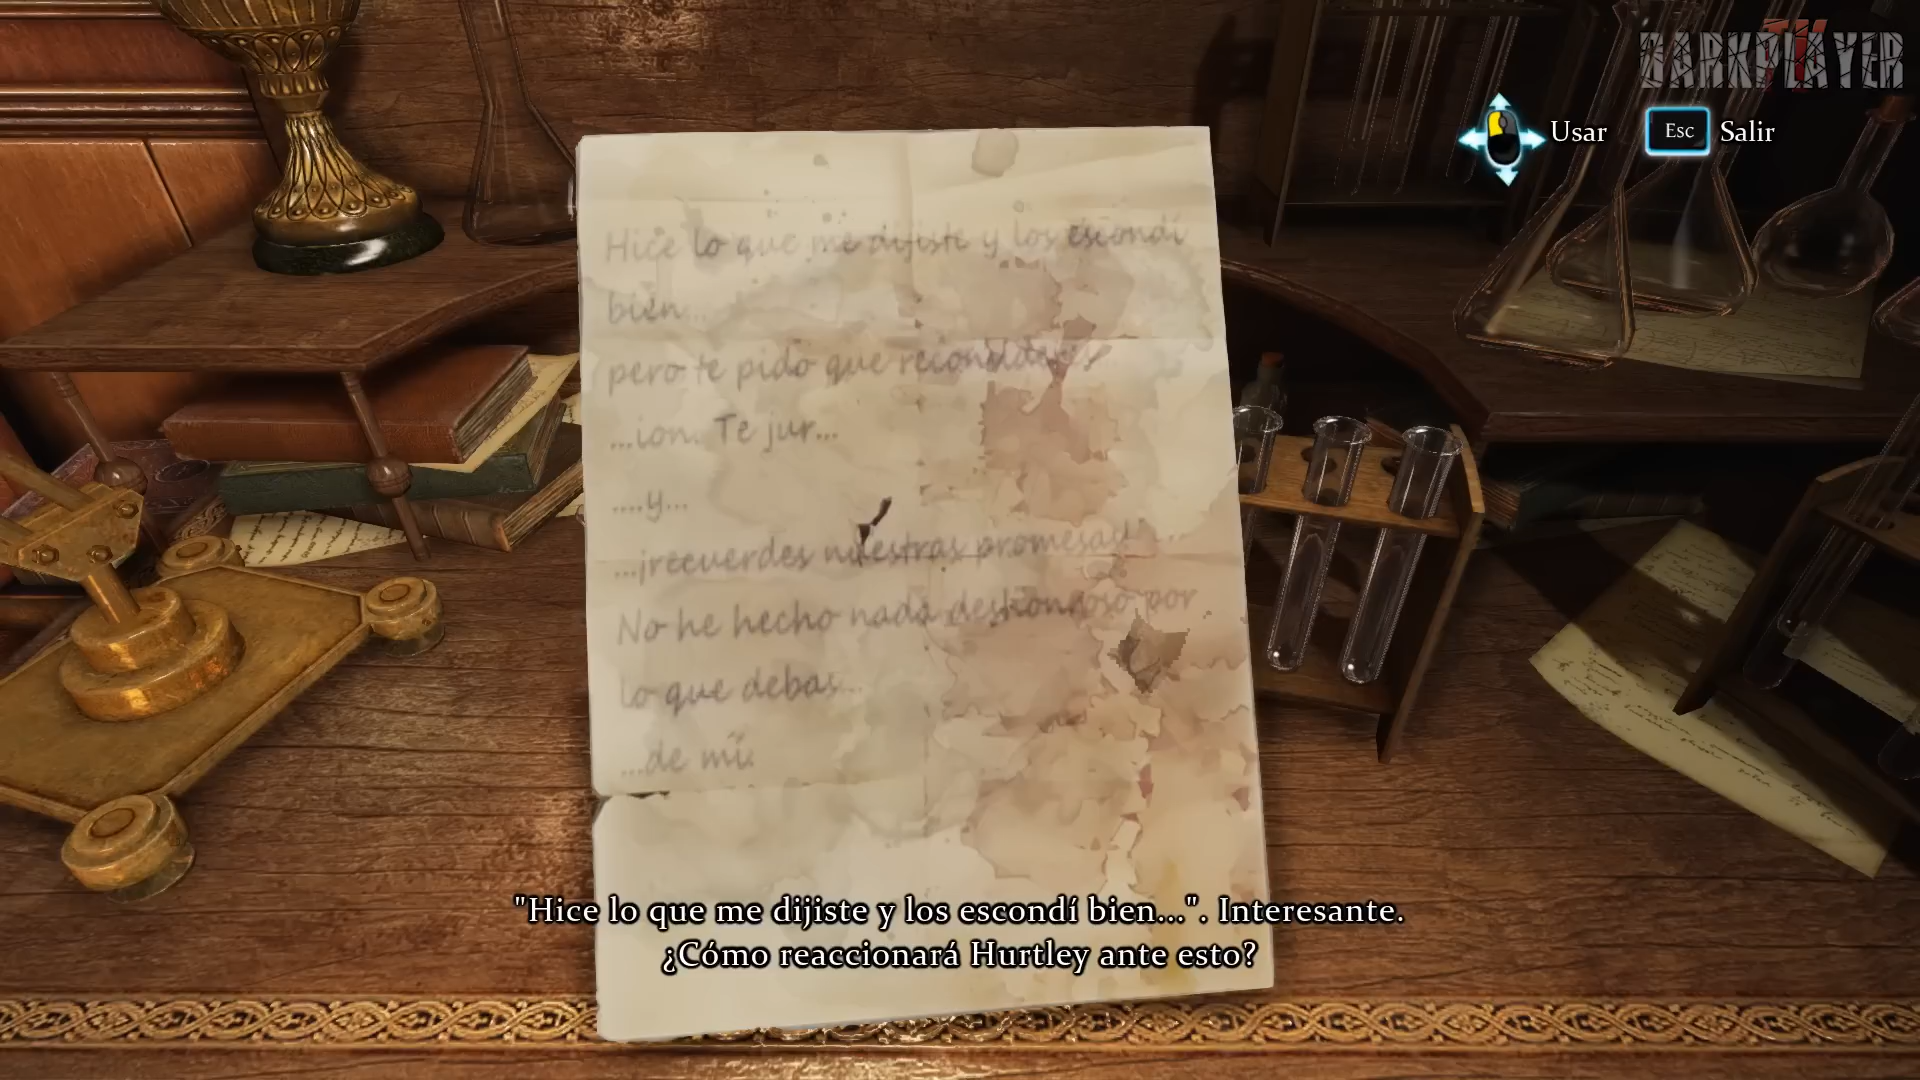 DARKPLAYER
Usar
Esc Salir
Hice lo que me dijiste y los escondí
bien...
pero te pido que
...ion. Te jur...
....y...
...¡recuerdes nuestras promesas!
No he hecho nada deshonroso por
lo que debas...
...de mí.
"Hice lo que me dijiste y los escondí bien...". Interesante.
¿Cómo reaccionará Hurtley ante esto?